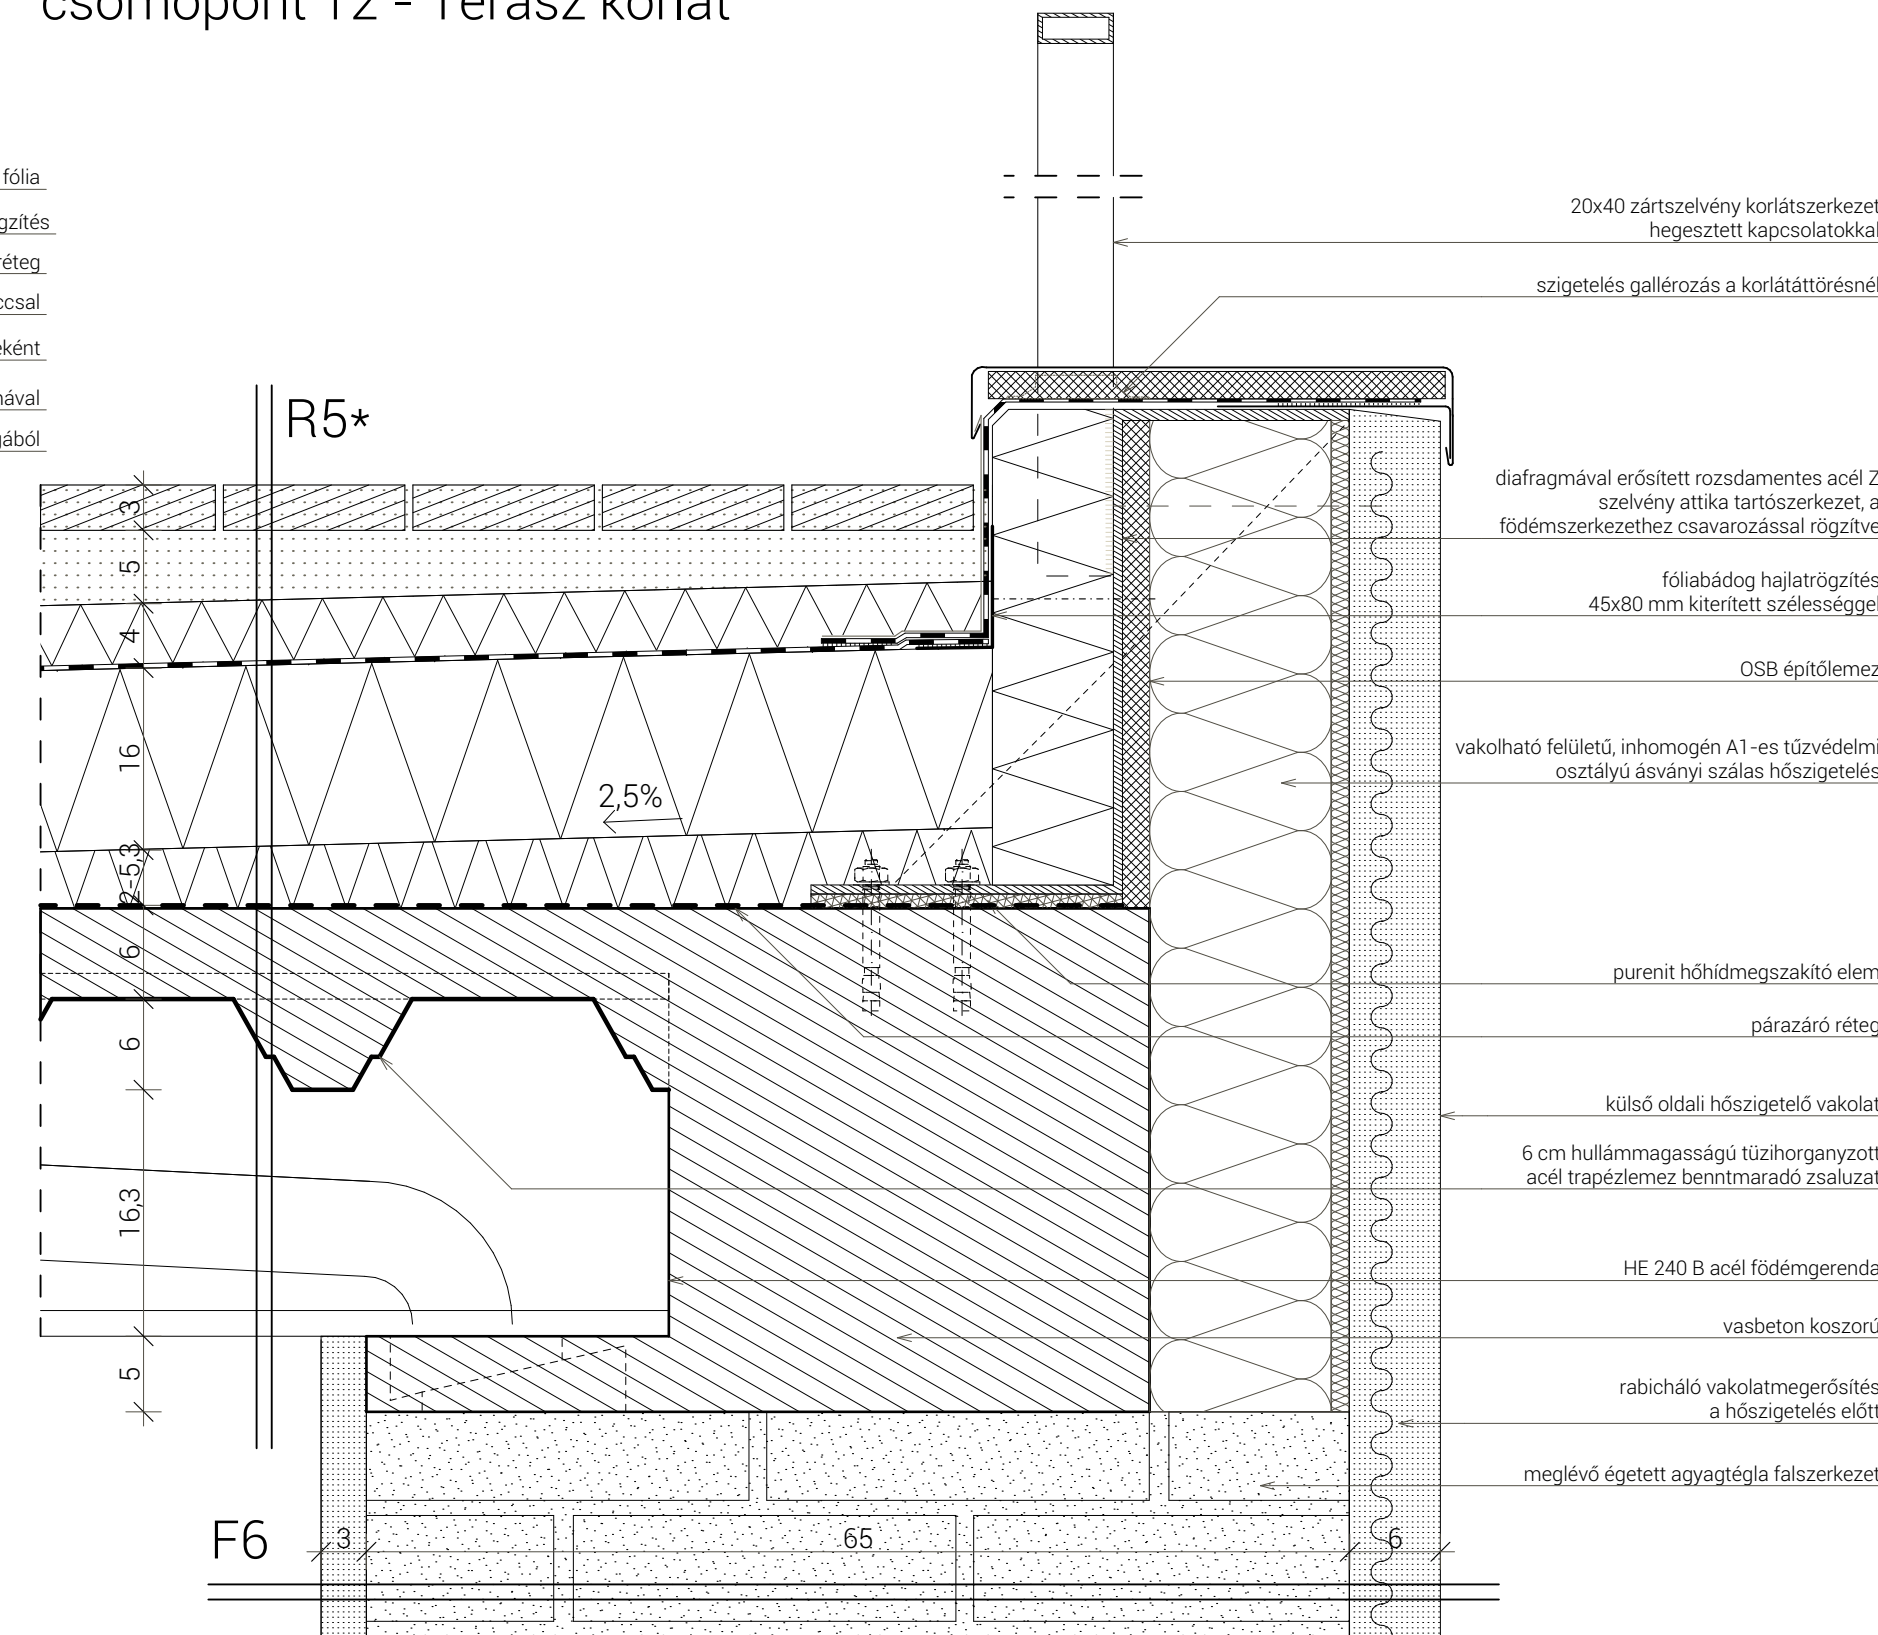 csomópont 12 - Terasz korlát
fólia
gzítés
réteg
ccsal
eként
mával
gából
R5*
3
5
4
16
2-5,3
6
6
16,3
5
2,5%
20x40 zártszelvény korlátszerkezet
hegesztett kapcsolatokkal
szigetelés gallérozás a korlátáttörésnél
diafragmával erősített rozsdamentes acél Z
szelvény attika tartószerkezet, a
födémszerkezethez csavarozással rögzítve
fóliabádog hajlatrögzítés
45x80 mm kiterített szélességgel
OSB építőlemez
vakolható felületű, inhomogén A1-es tűzvédelmi
osztályú ásványi szálas hőszigetelés
purenit hőhídmegszakító elem
párazáró réteg
külső oldali hőszigetelő vakolat
6 cm hullámmagasságú tüzihorganyzott
acél trapézlemez benntmaradó zsaluzat
HE 240 B acél födémgerenda
vasbeton koszorú
rabicháló vakolatmegerősítés
a hőszigetelés előtt
meglévő égetett agyagtégla falszerkezet
F6
3
65
6